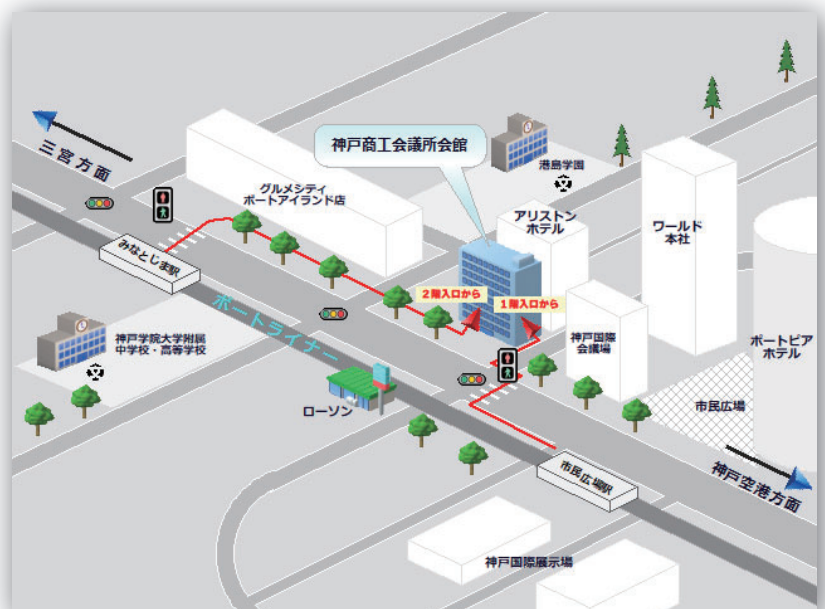 三宮方面
神戸商工会議所会館
港島学園
グルメシティ
ポートアイランド店
アリストン
ホテル
ワールド
本社
みなとじま駅
２階入口から
１階入口から
ポートライナー
神戸学院大学附属
中学校・高等学校
神戸国際
会議場
ポートピア
ホテル
ローソン
市民広場
市民広場駅
神戸空港方面
神戸国際展示場